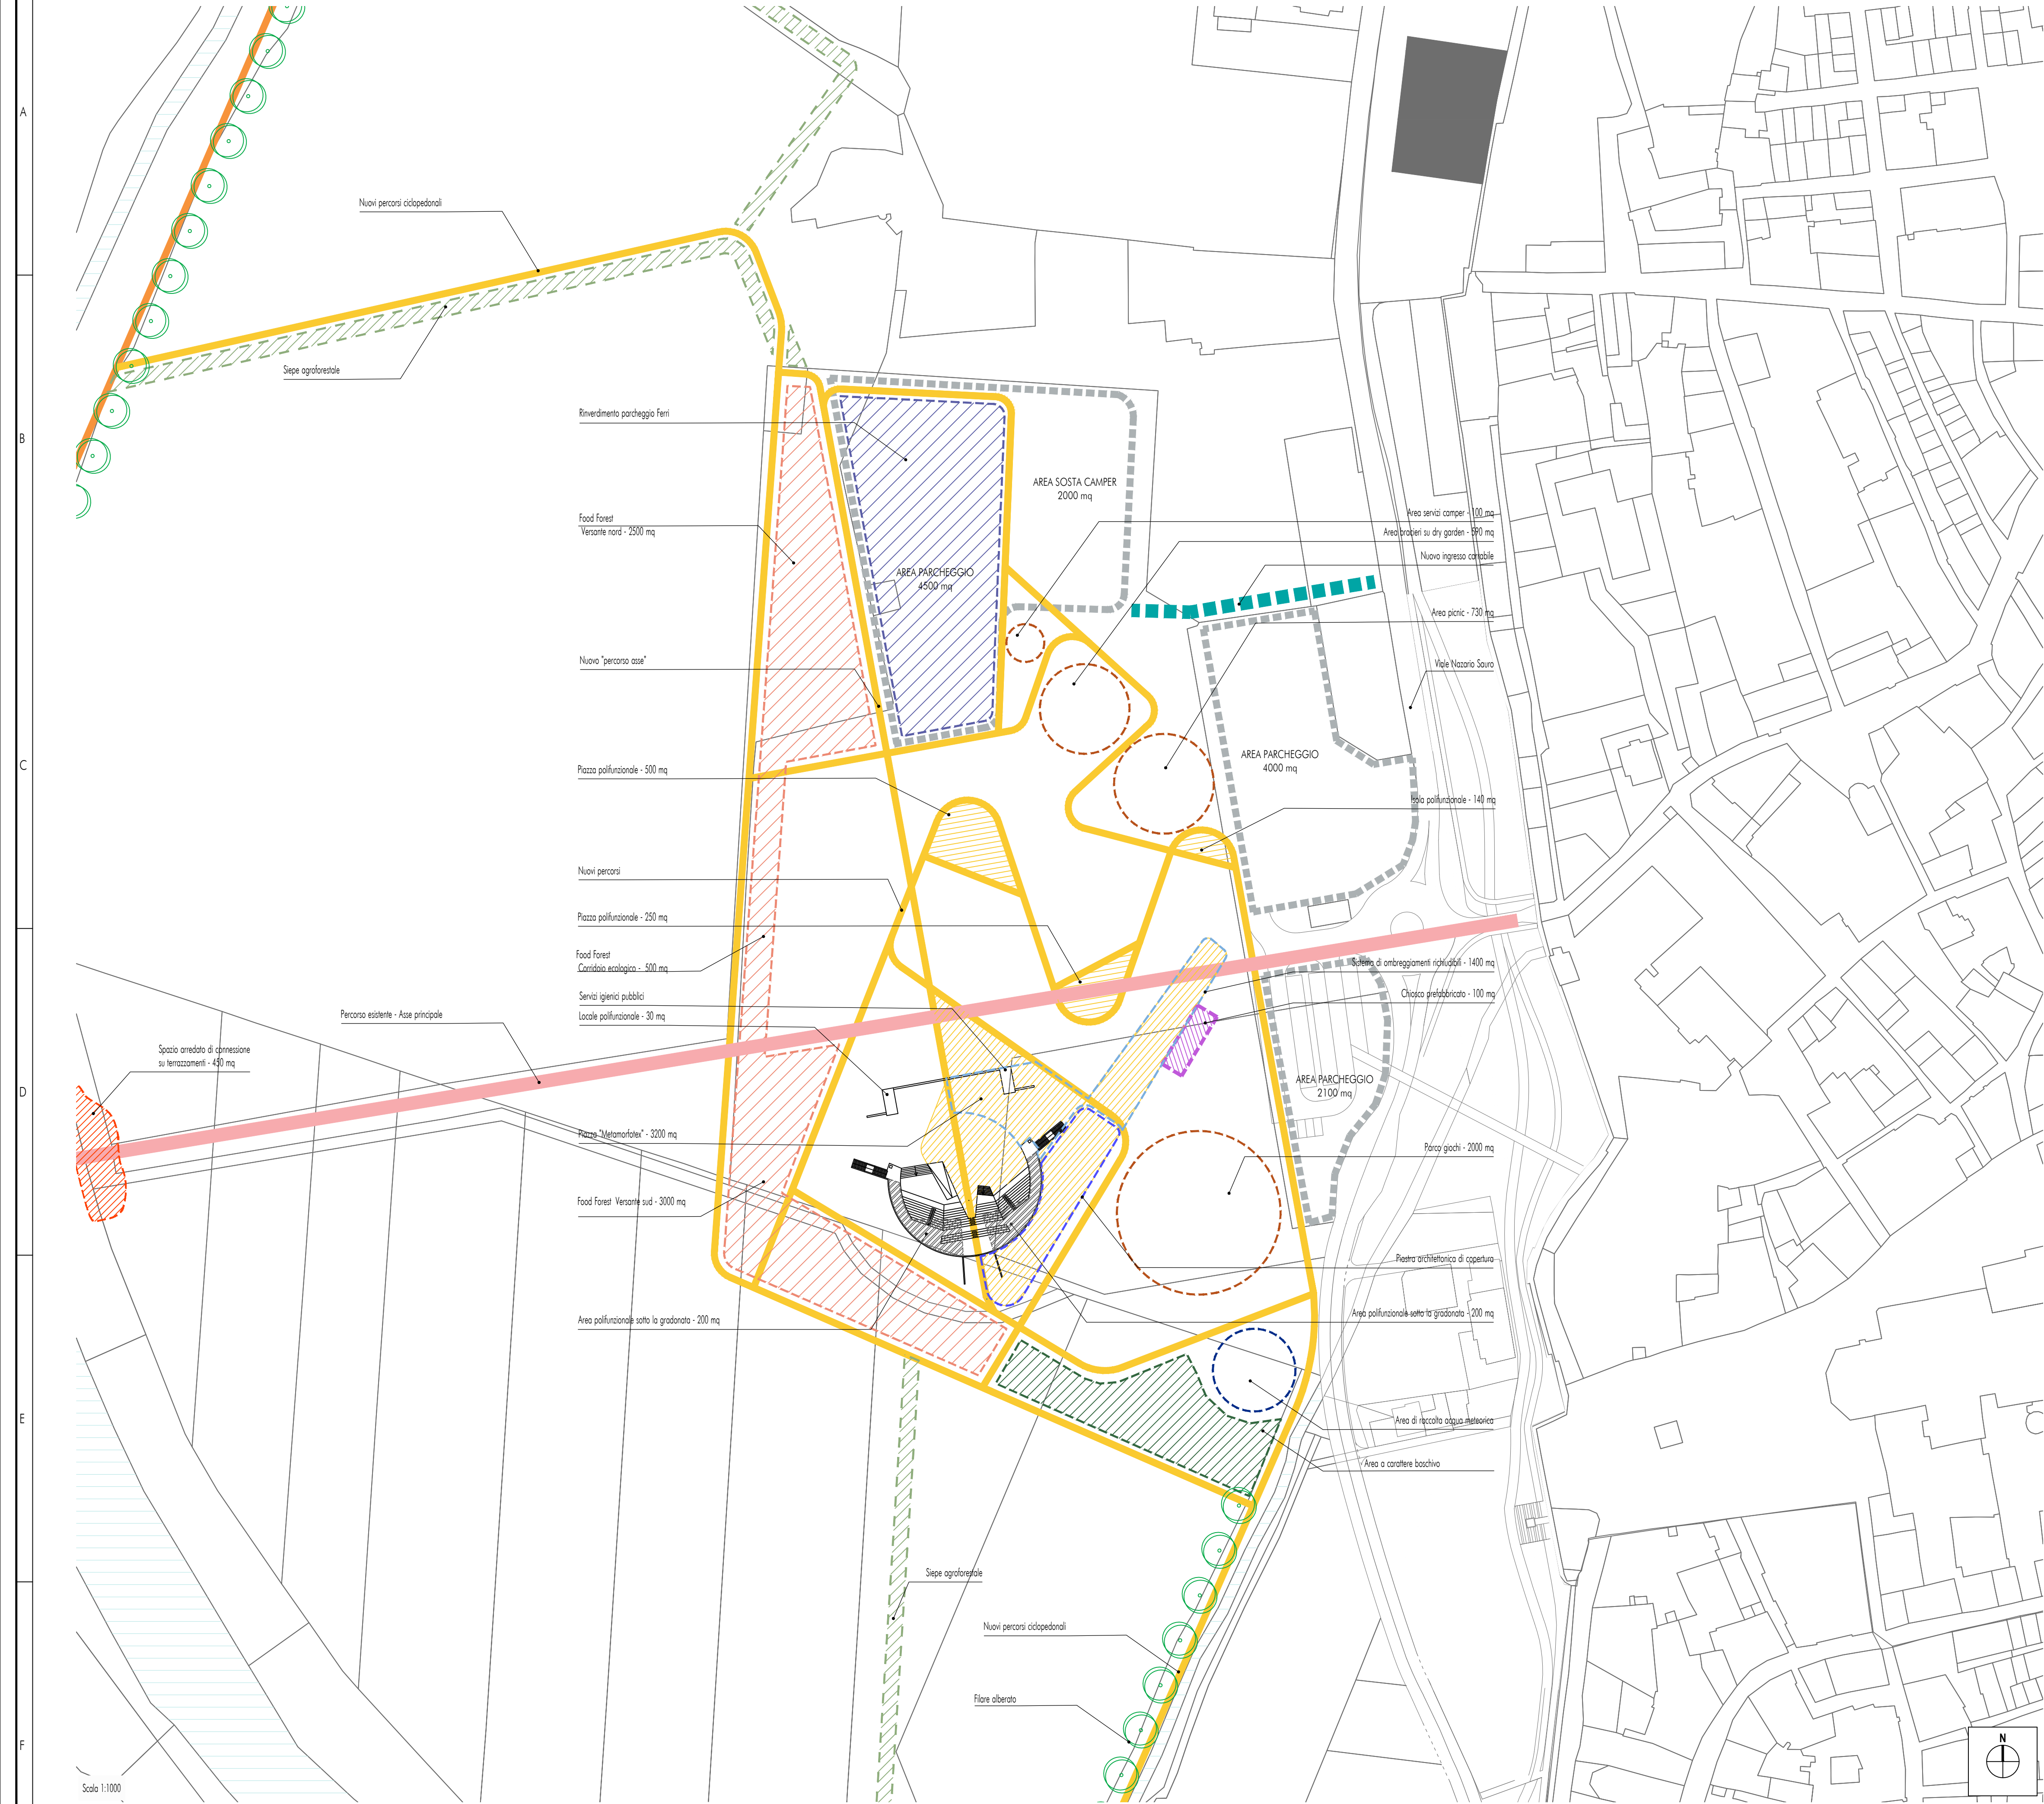 A
Nuovi percorsi ciclopedonali
Siepe agroforestale
B
Rinverdimento parcheggio Ferri
AREA SOSTA CAMPER
2000 mq
Area servizi camper - 100 mq
Food Forest
Versante nord - 2500 mq
Area bracieri su dry garden - 590 mq
Nuovo ingresso carrabile
AREA PARCHEGGIO
4500 mq
Area picnic - 730 mq
Nuovo "percorso asse"
Viale Nazario Sauro
C
Piazza polifunzionale - 500 mq
AREA PARCHEGGIO
4000 mq
Isola polifunzionale - 140 mq
Nuovi percorsi
Piazza polifunzionale - 250 mq
Food Forest
Corridoio ecologico - 500 mq
Sistema di ombreggiamenti richiudibili - 1400 mq
Servizi igienici pubblici
Chiosco prefabbricato - 100 mq
Locale polifunzionale - 30 mq
Percorso esistente - Asse principale
Spazio arredato di connessione
su terrazzamenti - 450 mq
D
AREA PARCHEGGIO
2100 mq
Piazza "Metamorfotex" - 3200 mq
Parco giochi - 2000 mq
Food Forest Versante sud - 3000 mq
Piastra architettonica di copertura
Area polifunzionale sotto la gradonata - 200 mq
Area polifunzionale sotto la gradonata - 200 mq
E
Area di raccolta acqua meteorica
Area a carattere boschivo
Siepe agroforestale
Nuovi percorsi ciclopedonali
Filare alberato
F
N
Scala 1:1000